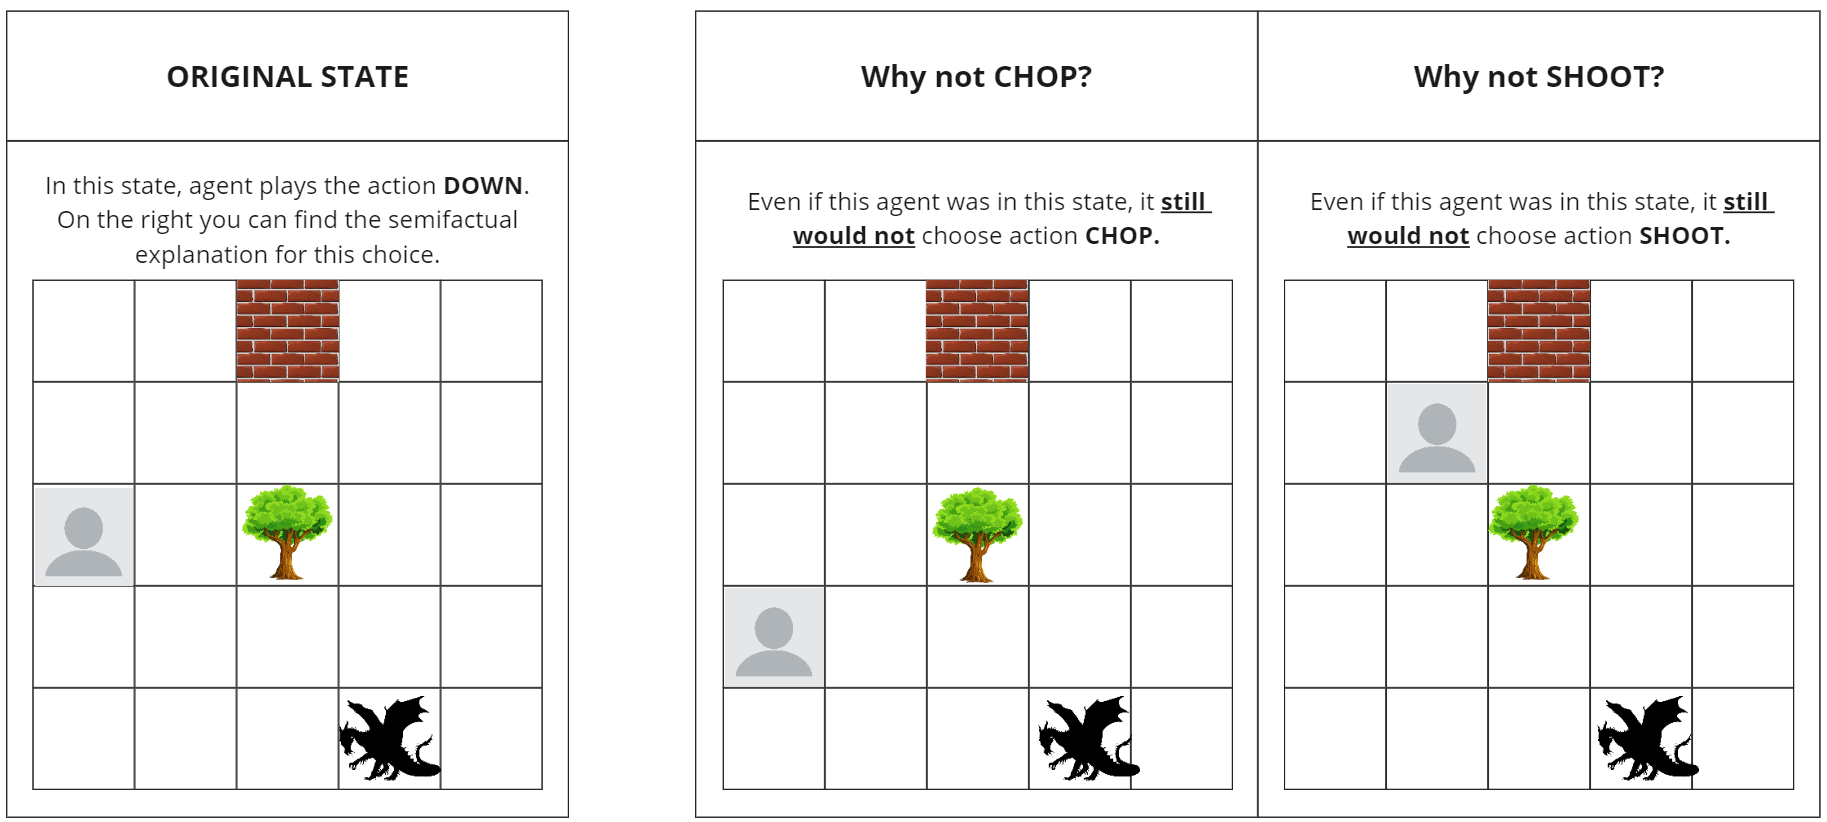 ORIGINAL STATE
In this state, agent plays the action DOWN.
On the right you can find the semifactual
explanation for this choice.
Why not CHOP?
Even if this agent was in this state, it still
would not choose action CHOP.
Why not SHOOT?
Even if this agent was in this state, it still
would not choose action SHOOT.